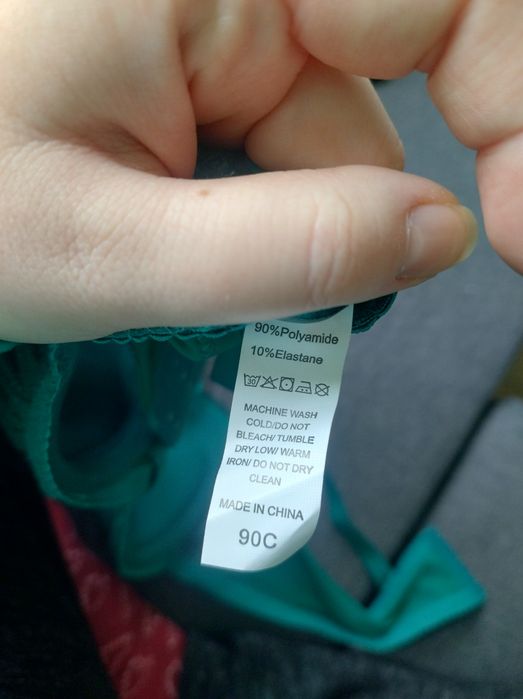 90%Polyamide
10%Elastane
30
MACHINE WASH
COLD/DO NOT
BLEACH/ TUMBLE
DRY LOW/ WARM
IRON/ DO NOT DRY
CLEAN
MADE IN CHINA
90C